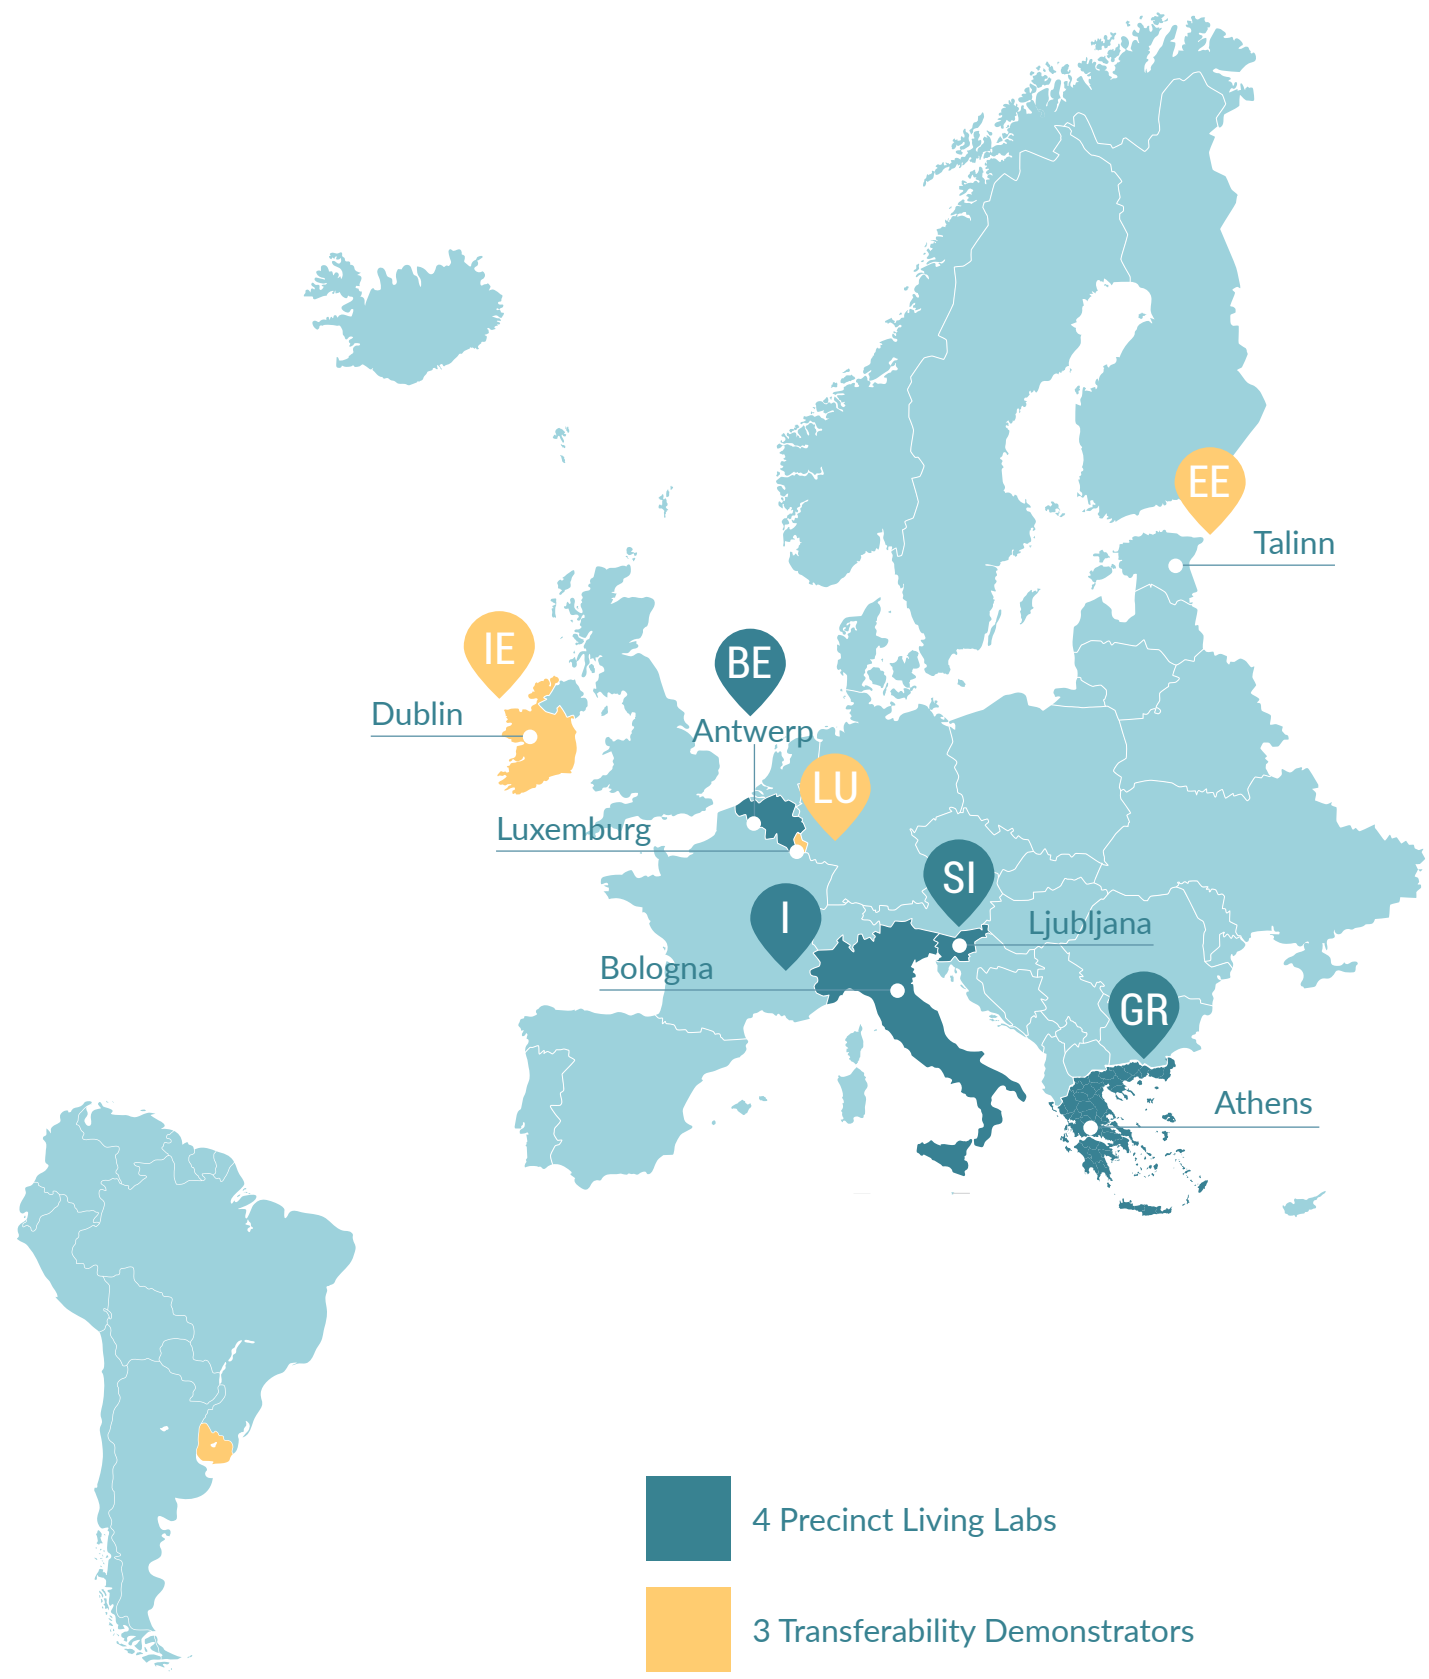 EE
Talinn
IE
BE
Dublin
Antwerp
LU
Luxemburg
SI
I
Ljubljana
Bologna
GR
Athens
4 Precinct Living Labs
3 Transferability Demonstrators